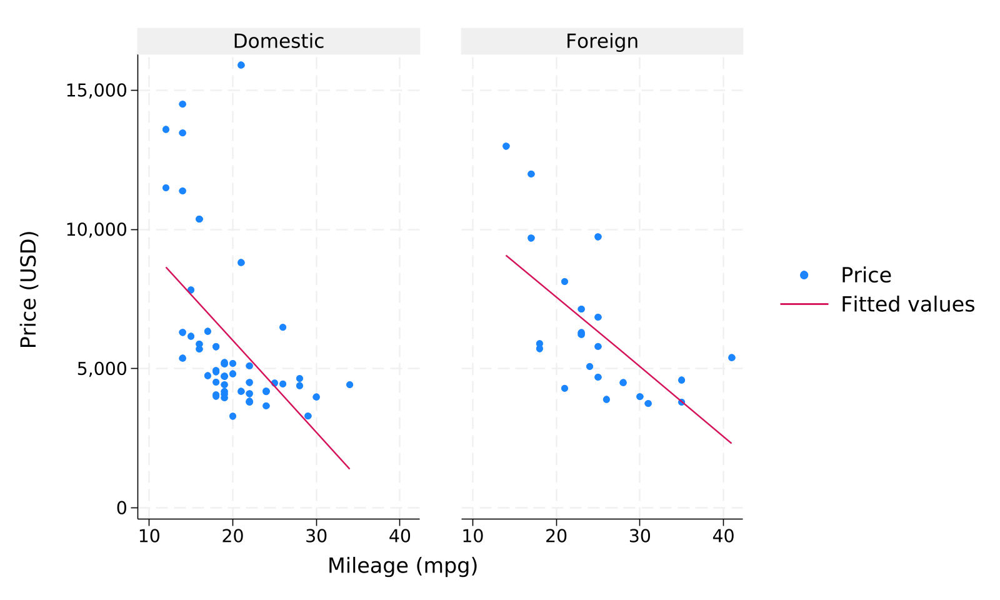 Domestic
Foreign
15,000
10,000
5,000
0
Price (USD)
10 20 30 40
10 20 30 40
Mileage (mpg)
Price
Fitted values